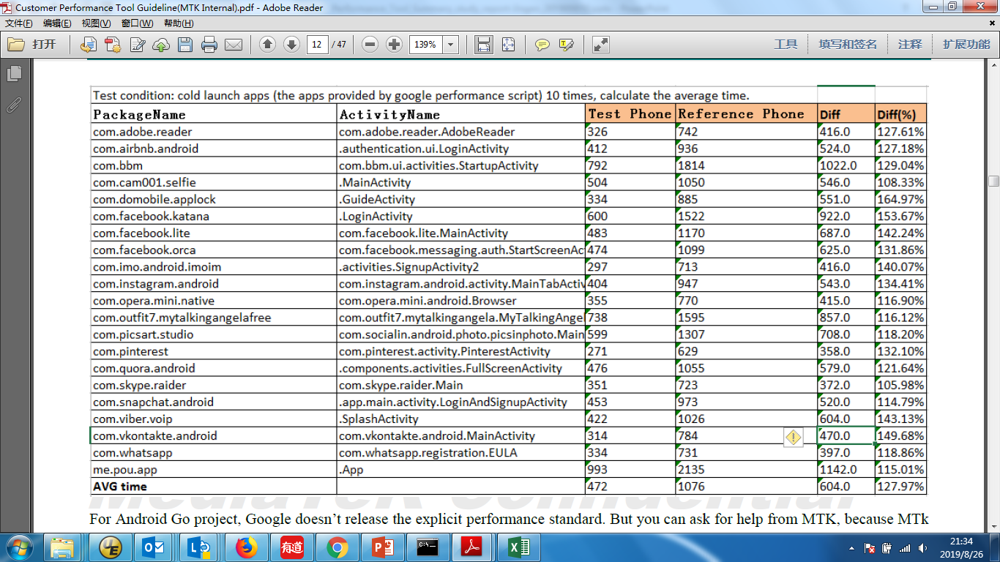 Customer Performance Tool Guideline(MTK Internal).pdf - Adobe Reader
文件(F) 编辑(E) 视图(V) 窗口(W) 帮助(H)
打开 12 / 47 139% 工具 填写和签名 注释 扩展功能
Test condition: cold launch apps (the apps provided by google performance script) 10 times, calculate the average time.
PackageName ActivityName Test Phone Reference Phone Diff Diff(%)
com.adobe.reader com.adobe.reader.AdobeReader 326 742 416.0 127.61%
com.airbnb.android .authentication.ui.LoginActivity 412 936 524.0 127.18%
com.bbm com.bbm.ui.activities.StartupActivity 792 1814 1022.0 129.04%
com.cam001.selfie .MainActivity 504 1050 546.0 108.33%
com.domobile.applock .GuideActivity 334 885 551.0 164.97%
com.facebook.katana .LoginActivity 600 1522 922.0 153.67%
com.facebook.lite com.facebook.lite.MainActivity 483 1170 687.0 142.24%
com.facebook.orca com.facebook.messaging.auth.StartScreenAc 474 1099 625.0 131.86%
com.imo.android.imoim .activities.SignupActivity2 297 713 416.0 140.07%
com.instagram.android com.instagram.android.activity.MainTabActiv 404 947 543.0 134.41%
com.opera.mini.native com.opera.mini.android.Browser 355 770 415.0 116.90%
com.outfit7.mytalkingangelafree com.outfit7.mytalkingangela.MyTalkingAngel 738 1595 857.0 116.12%
com.picsart.studio com.socialin.android.photo.picsinphoto.Main 599 1307 708.0 118.20%
com.pinterest com.pinterest.activity.PinterestActivity 271 629 358.0 132.10%
com.quora.android .components.activities.FullScreenActivity 476 1055 579.0 121.64%
com.skype.raider com.skype.raider.Main 351 723 372.0 105.98%
com.snapchat.android .app.main.activity.LoginAndSignupActivity 453 973 520.0 114.79%
com.viber.voip .SplashActivity 422 1026 604.0 143.13%
com.vkontakte.android com.vkontakte.android.MainActivity 314 784 470.0 149.68%
com.whatsapp com.whatsapp.registration.EULA 334 731 397.0 118.86%
me.pou.app .App 993 2135 1142.0 115.01%
AVG time 472 1076 604.0 127.97%
MediaTek Confidential
For Android Go project, Google doesn't release the explicit performance standard. But you can ask for help from MTK, because MTk
有道
21:34
2019/8/26